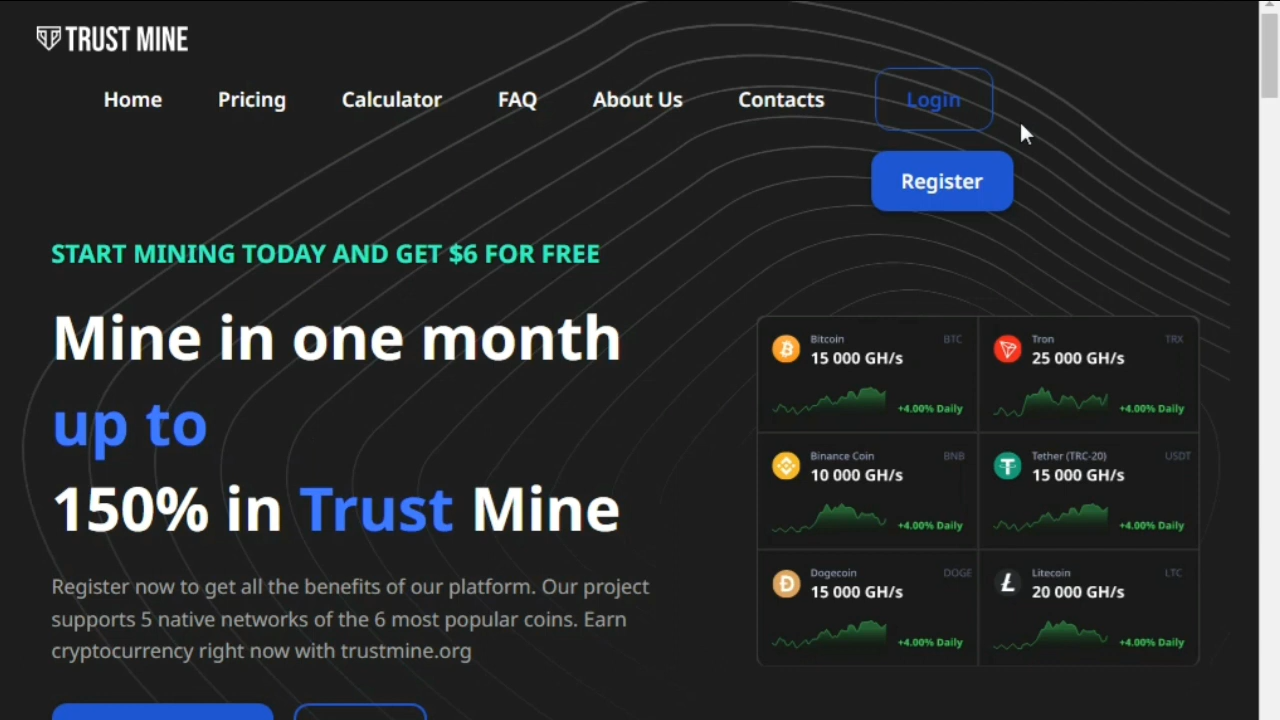 TRUST MINE
Home Pricing Calculator FAQ About Us Contacts Login
Register
START MINING TODAY AND GET $6 FOR FREE
Mine in one month
up to
150% in Trust Mine
Register now to get all the benefits of our platform. Our project
supports 5 native networks of the 6 most popular coins. Earn
cryptocurrency right now with trustmine.org
Bitcoin BTC
15 000 GH/s
+4.00% Daily
Tron TRX
25 000 GH/s
+4.00% Daily
Binance Coin BNB
10 000 GH/s
+4.00% Daily
Tether (TRC-20) USDT
15 000 GH/s
+4.00% Daily
Dogecoin DOGE
15 000 GH/s
+4.00% Daily
Litecoin LTC
20 000 GH/s
+4.00% Daily